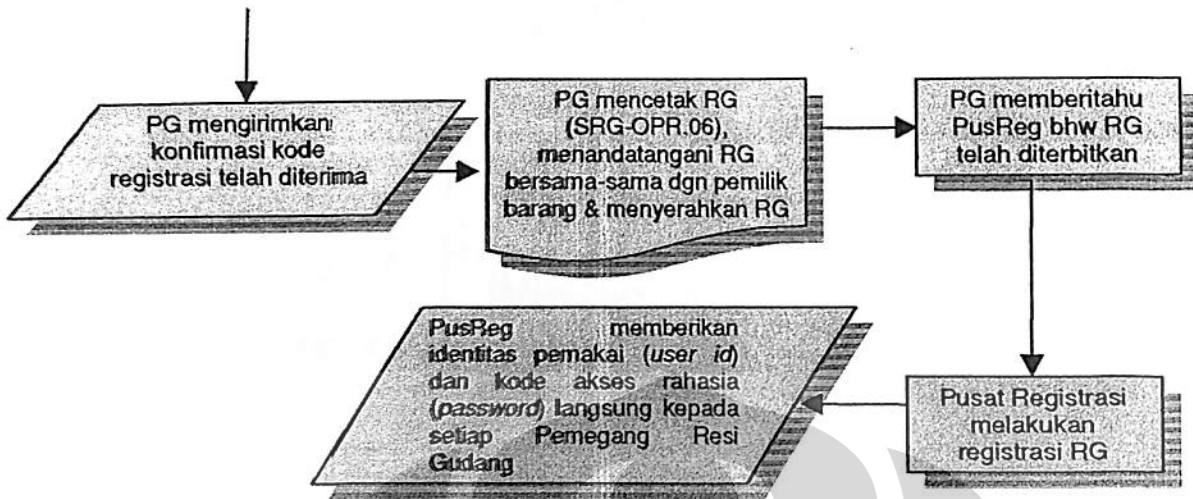 PG mengirimkan
konfirmasi kode
registrasi telah diterima
PG mencetak RG
(SRG-OPR.06),
menandatangani RG
bersama-sama dgn pemilik
barang & menyerahkan RG
PG memberitahu
PusReg bhw RG
telah diterbitkan
Pusat Registrasi
melakukan
registrasi RG
PusReg memberikan
identitas pemakai (user id)
dan kode akses rahasia
(password) langsung kepada
setiap Pemegang Resi
Gudang